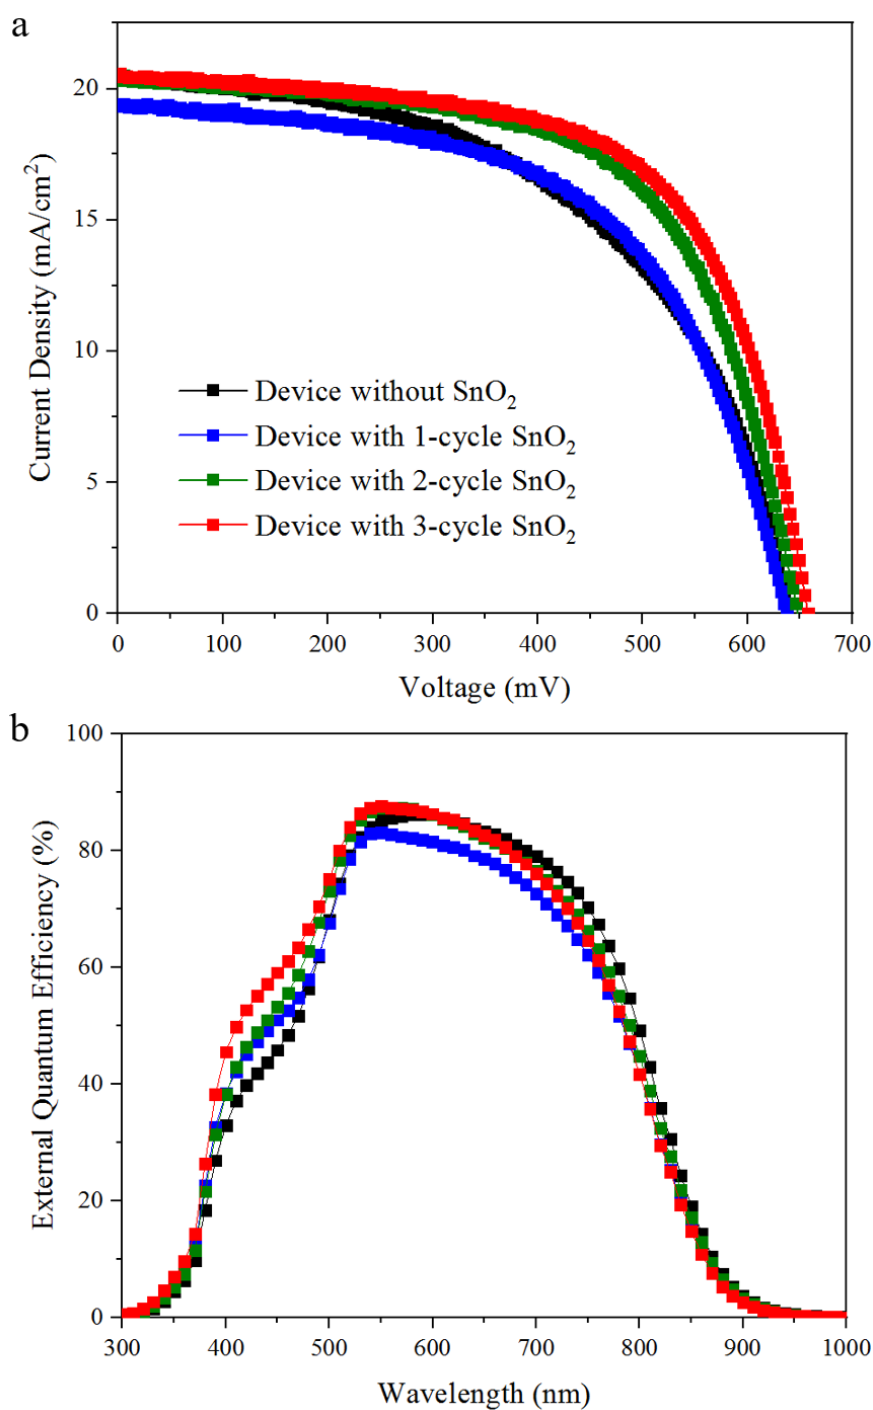 a
20
15
10
5
0
Current Density (mA/cm²)
Device without SnO₂
Device with 1-cycle SnO₂
Device with 2-cycle SnO₂
Device with 3-cycle SnO₂
0 100 200 300 400 500 600 700
Voltage (mV)
b
100
80
60
40
20
0
External Quantum Efficiency (%)
300 400 500 600 700 800 900 1000
Wavelength (nm)